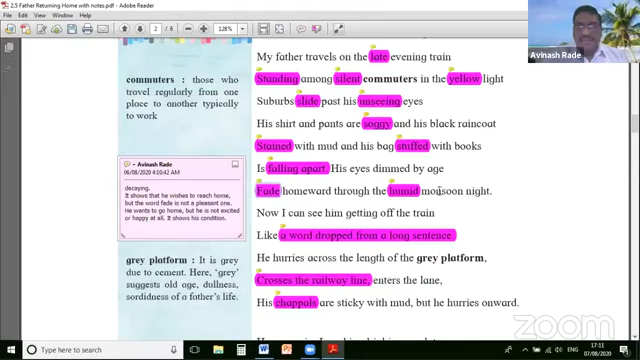 2.5 Father Returning Home with notes.pdf - Adobe Reader
File Edit View Window Help
2 / 6
128%
Tools
Avinash Rade
commuters : those who
travel regularly from one
place to another typically
to work
Avinash Rade
06/08/2020 4:10:42 AM
decaying.
It shows that he wishes to reach home,
but the word fade is not a pleasant one.
He wants to go home, but he is not excited
or happy at all. It shows his condition.
grey platform : It is grey
due to cement. Here, 'grey'
suggests old age, dullness,
sordidness of a father's life.
My father travels on the late evening train
Standing among silent commuters in the yellow light
Suburbs slide past his unseeing eyes
His shirt and pants are soggy and his black raincoat
Stained with mud and his bag stuffed with books
Is falling apart. His eyes dimmed by age
Fade homeward through the humid monsoon night.
Now I can see him getting off the train
Like a word dropped from a long sentence.
He hurries across the length of the grey platform,
Crosses the railway line, enters the lane,
His chappals are sticky with mud, but he hurries onward.
zoom
Type here to search
ENG
17:11
07/08/2020